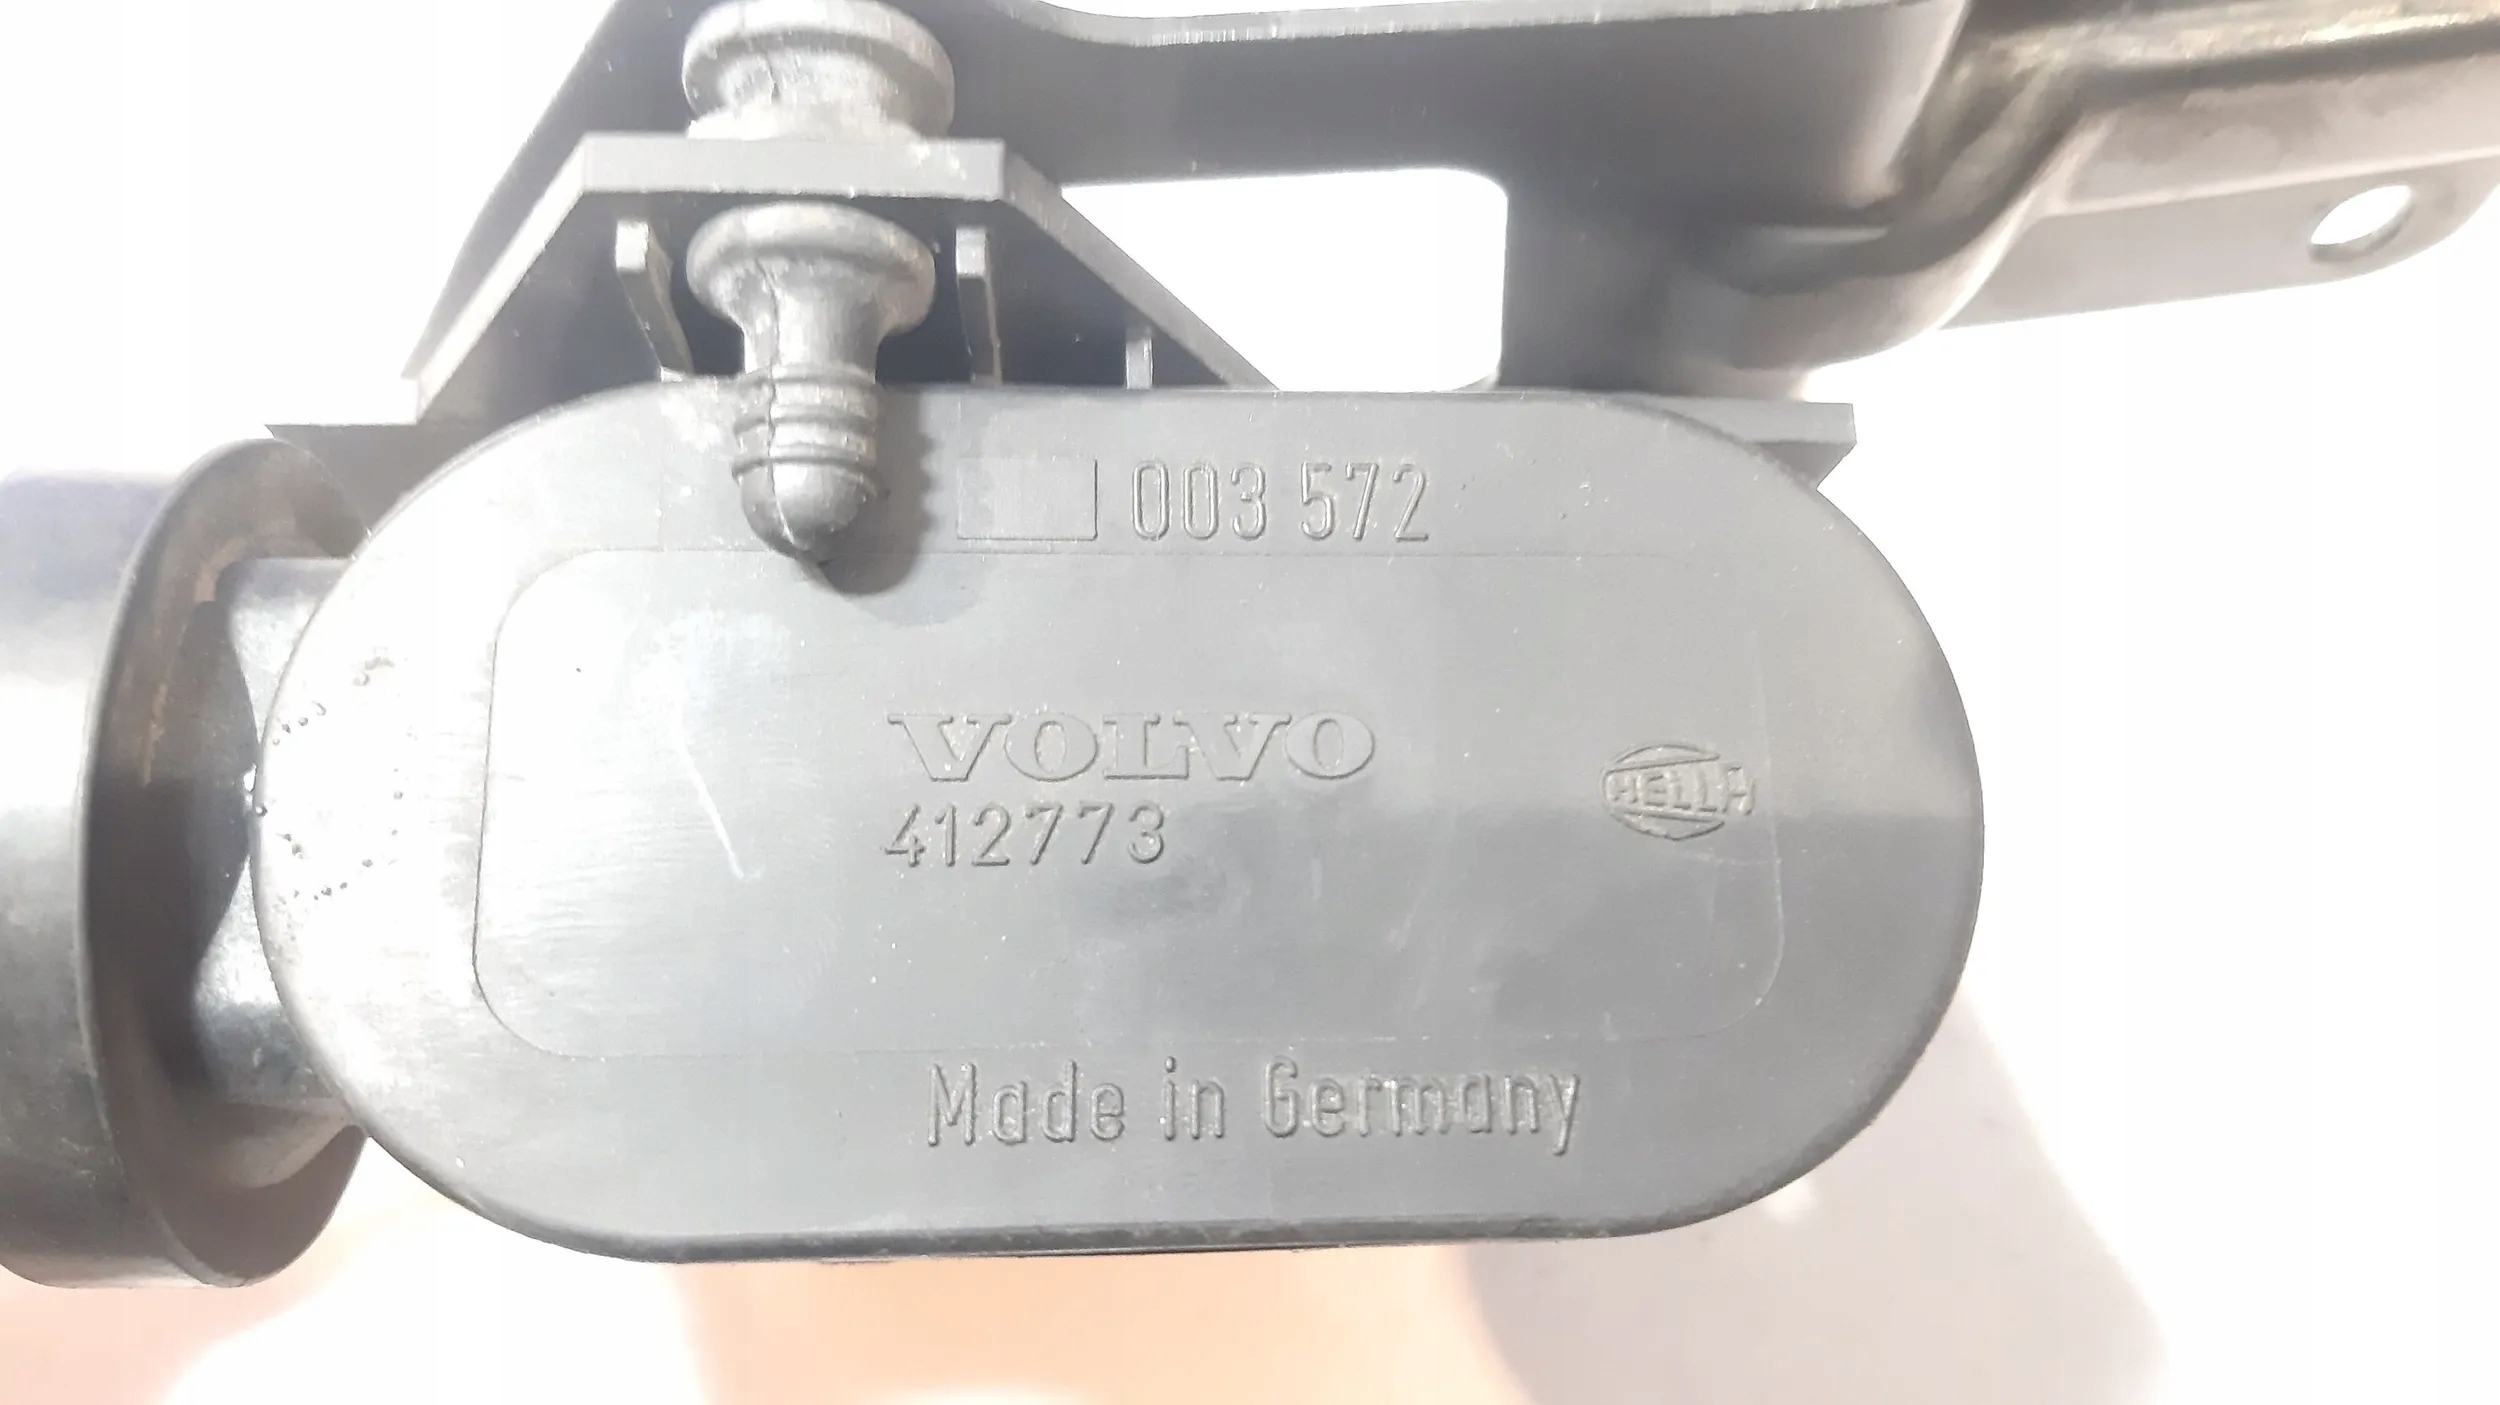 003 572
VOLVO
412773
HELLA
Made in Germany